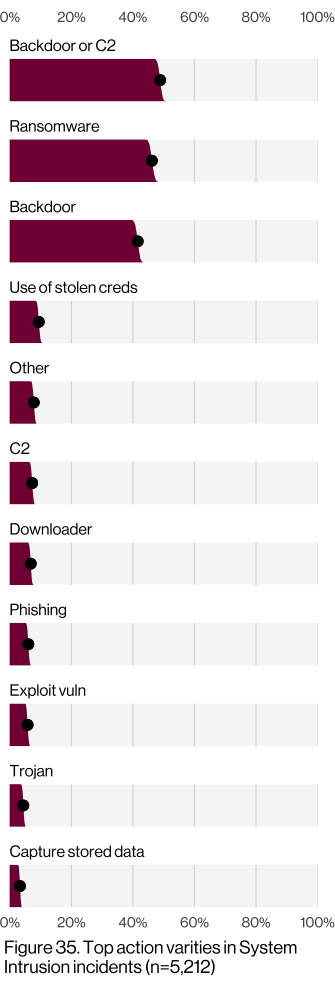 0% 20% 40% 60% 80% 100%
Backdoor or C2
Ransomware
Backdoor
Use of stolen creds
Other
C2
Downloader
Phishing
Exploit vuln
Trojan
Capture stored data
0% 20% 40% 60% 80% 100%
Figure 35. Top action varities in System
Intrusion incidents (n=5,212)